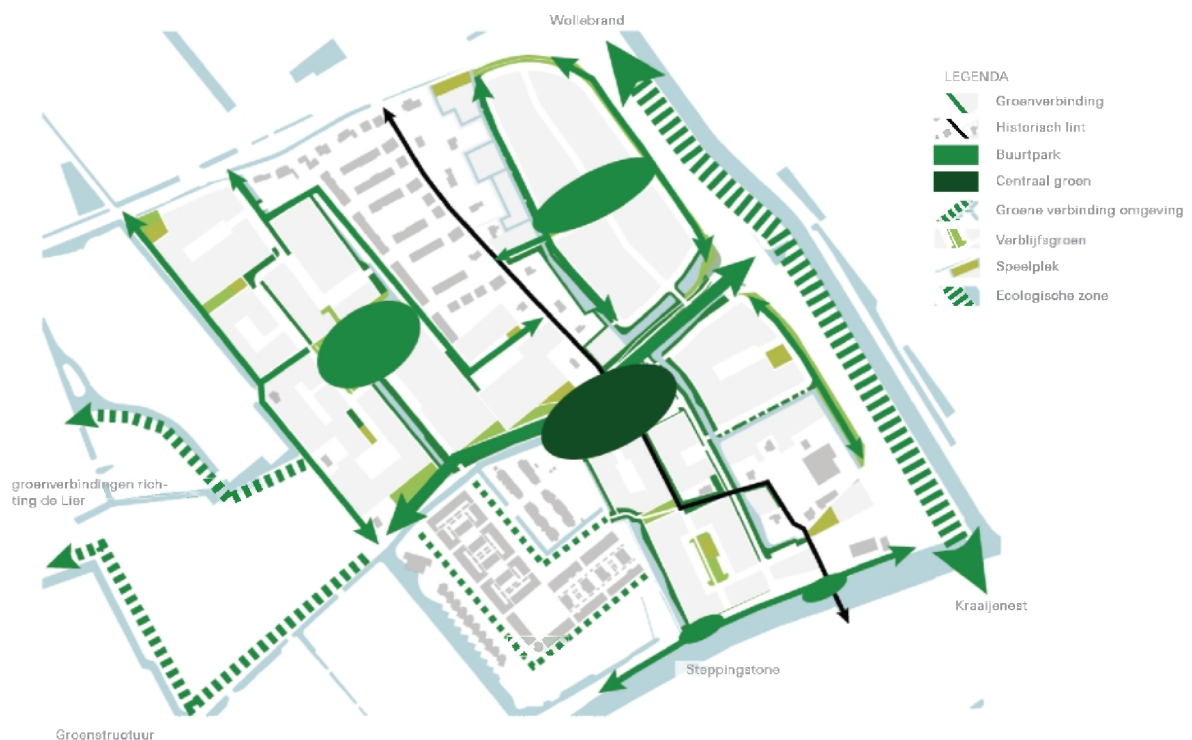 Wollebrand
LEGENDA
Groenverbinding
Historisch lint
Buurtpark
Centraal groen
Groene verbinding omgeving
Verblijfsgroen
Speelplek
Ecologische zone
groenverbindingen rich-
ting de Lier
Kraaijenest
Steppingstone
Groenstructuur